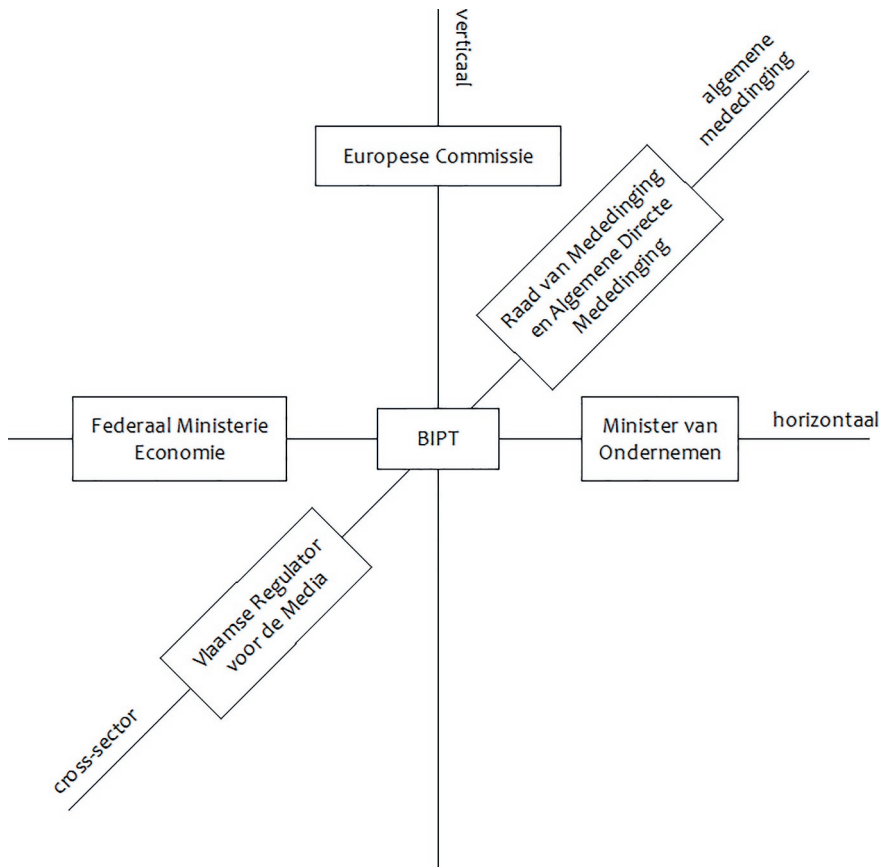 verticaal
algemene
mededinging
Europese Commissie
Raad van Mededinging
en Algemene Directe
Mededinging
Federaal Ministerie
Economie
BIPT
Minister van
Ondernemen
horizontaal
Vlaamse Regulator
voor de Media
cross-sector